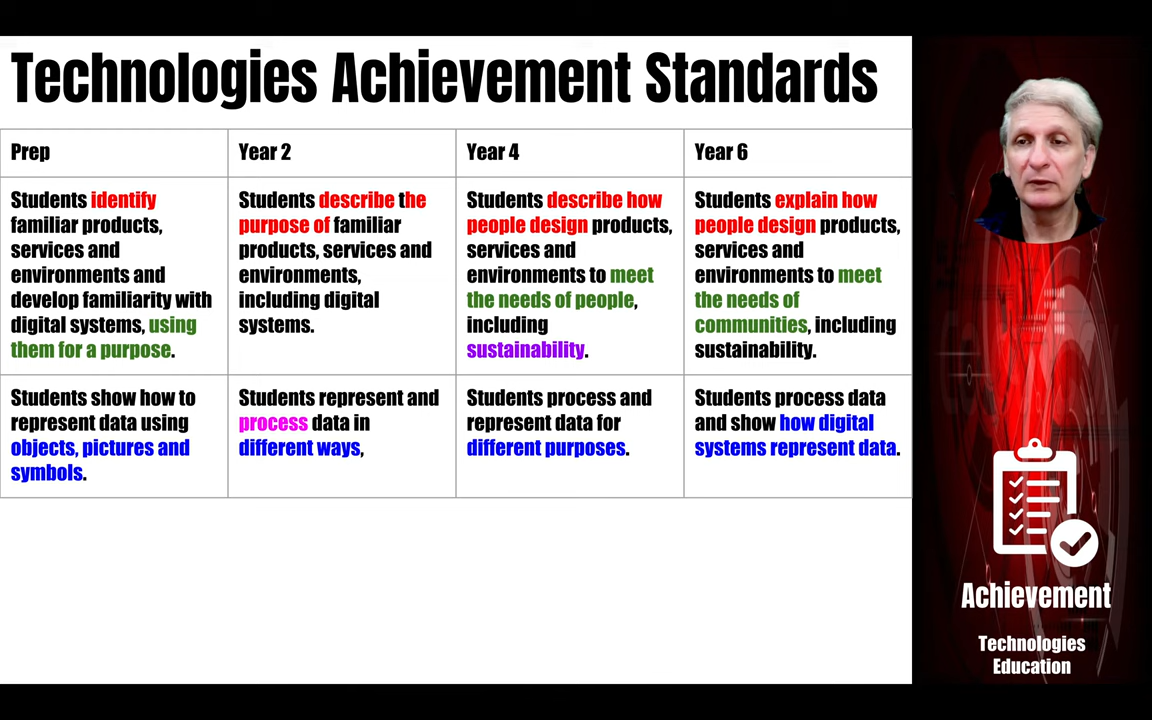 Technologies Achievement Standards
Prep
Year 2
Year 4
Year 6
Students identify
familiar products,
services and
environments and
develop familiarity with
digital systems, using
them for a purpose.
Students describe the
purpose of familiar
products, services and
environments,
including digital
systems.
Students describe how
people design products,
services and
environments to meet
the needs of people,
including
sustainability.
Students explain how
people design products,
services and
environments to meet
the needs of
communities, including
sustainability.
Students show how to
represent data using
objects, pictures and
symbols.
Students represent and
process data in
different ways,
Students process and
represent data for
different purposes.
Students process data
and show how digital
systems represent data.
Achievement
Technologies
Education